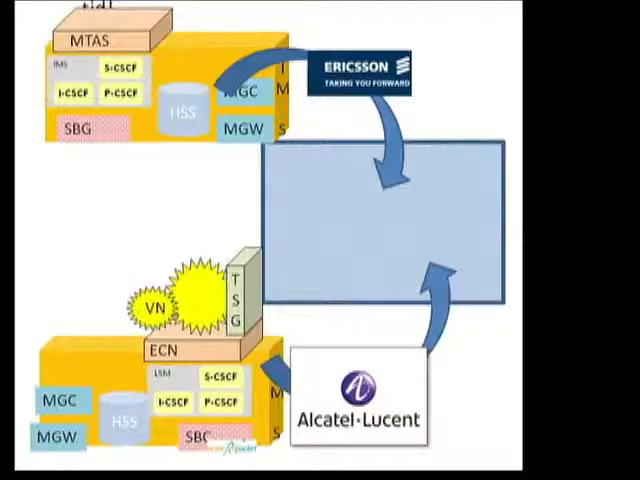 MTAS
IMS
S-CSCF
I-CSCF
P-CSCF
HSS
MGC
MGW
SBG
I
M
S
ERICSSON
TAKING YOU FORWARD
T
S
G
VN
ECN
LSM
S-CSCF
I-CSCF
P-CSCF
MGC
MGW
HSS
M
S
Alcatel·Lucent